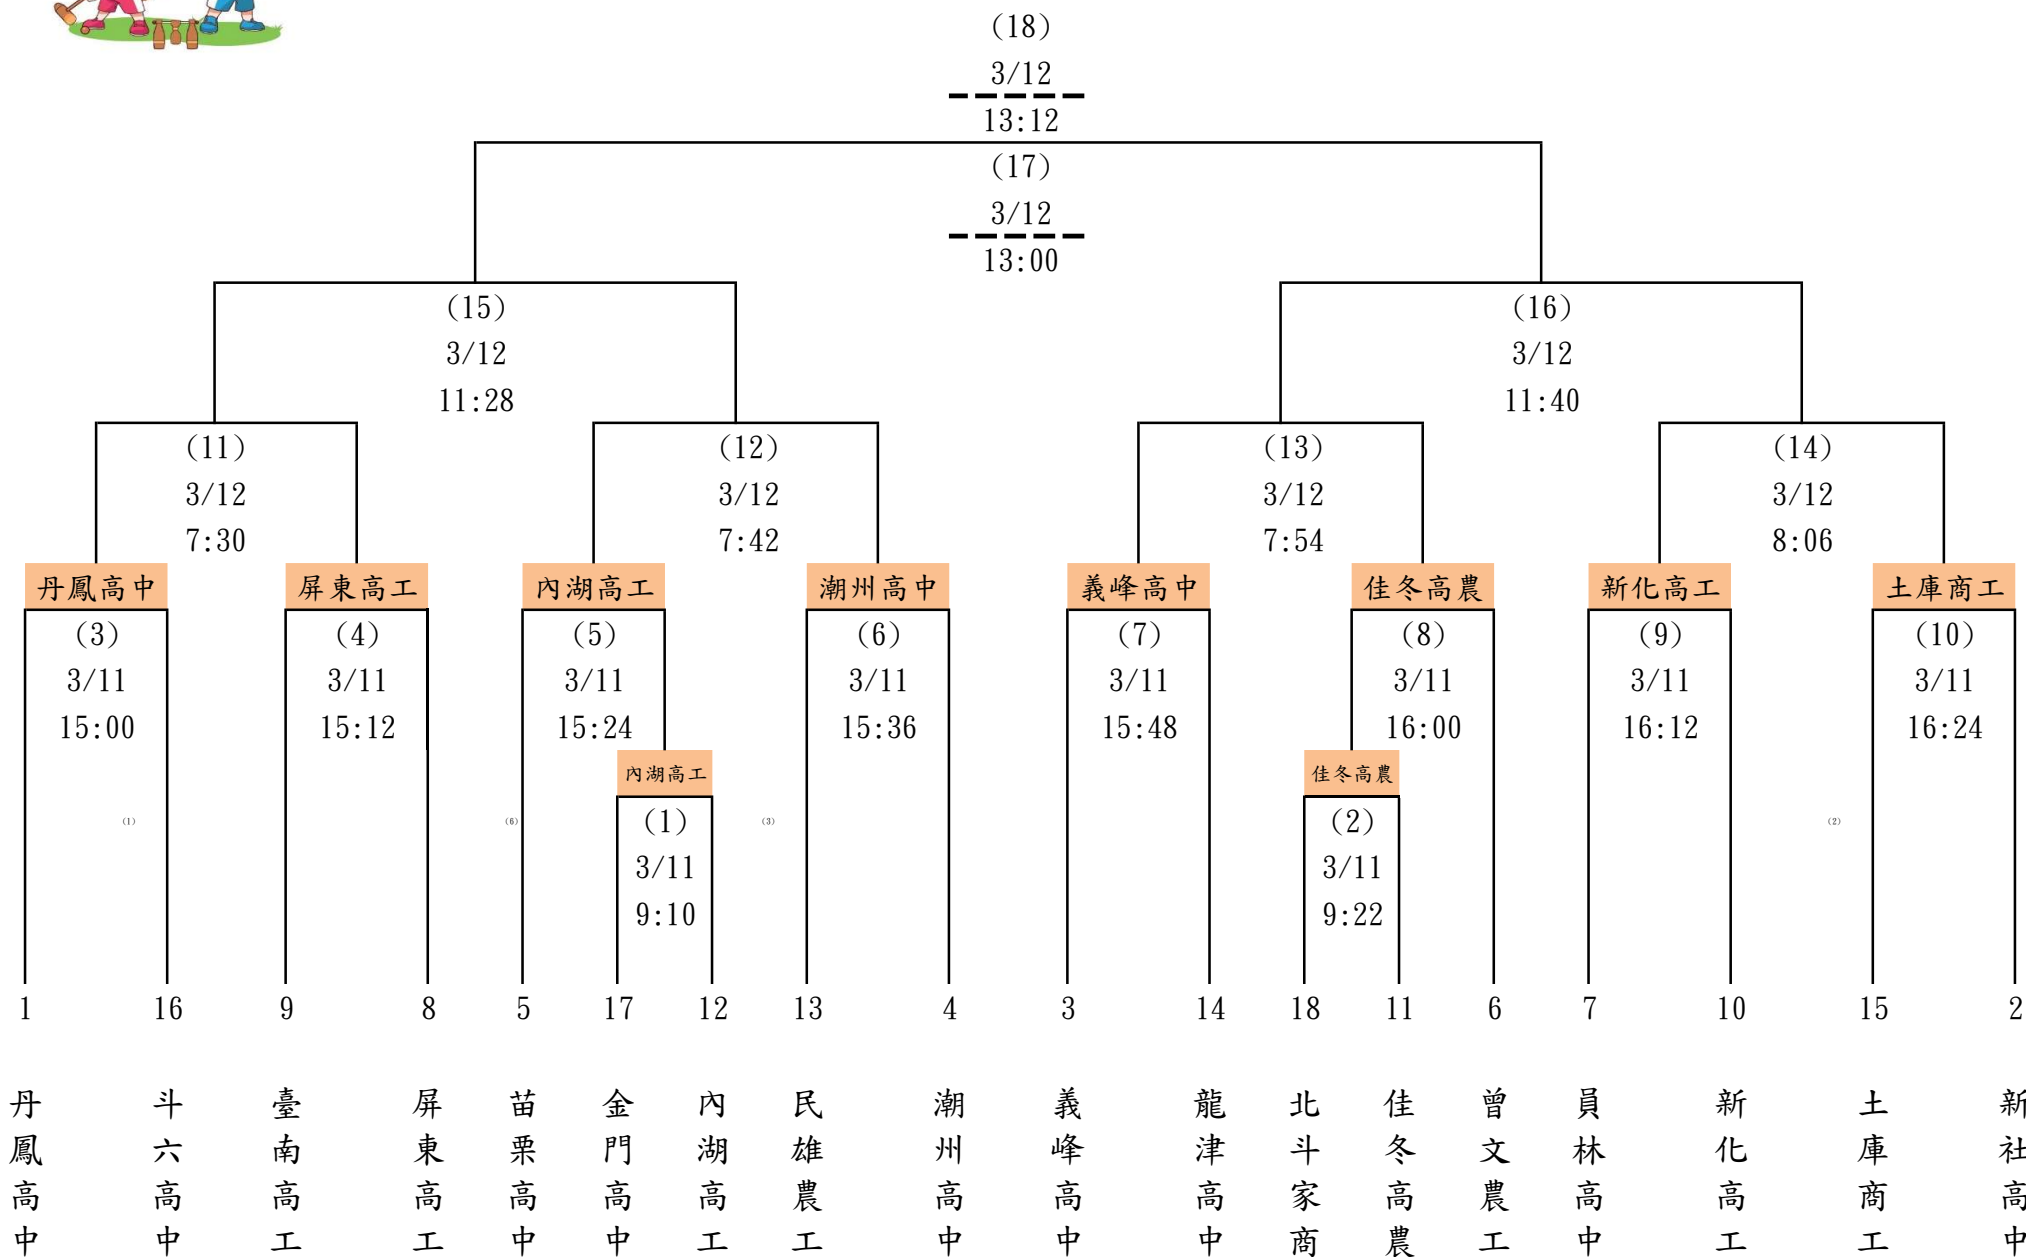 (18)
3/12
13:12
(17)
3/12
13:00
(15) (16)
3/12 3/12
11:28 11:40
(11) (12) (13) (14)
3/12 3/12 3/12 3/12
7:30 7:42 7:54 8:06
丹鳳高中 屏東高工 內湖高工 潮州高中 義峰高中 佳冬高農 新化高工 土庫商工
(3) (4) (5) (6) (7) (8) (9) (10)
3/11 3/11 3/11 3/11 3/11 3/11 3/11 3/11
15:00 15:12 15:24 15:36 15:48 16:00 16:12 16:24
內湖高工 佳冬高農
(1) (6) (1) (3) (2) (2)
3/11 3/11
9:10 9:22
1 16 9 8 5 17 12 13 4 3 14 18 11 6 7 10 15 2
丹鳳高中
斗六高中
臺南高工
屏東高工
苗栗高中
金門高中
內湖高工
民雄農工
潮州高中
義峰高中
龍津高中
北斗家商
佳冬高農
曾文農工
員林高中
新化高工
土庫商工
新社高中